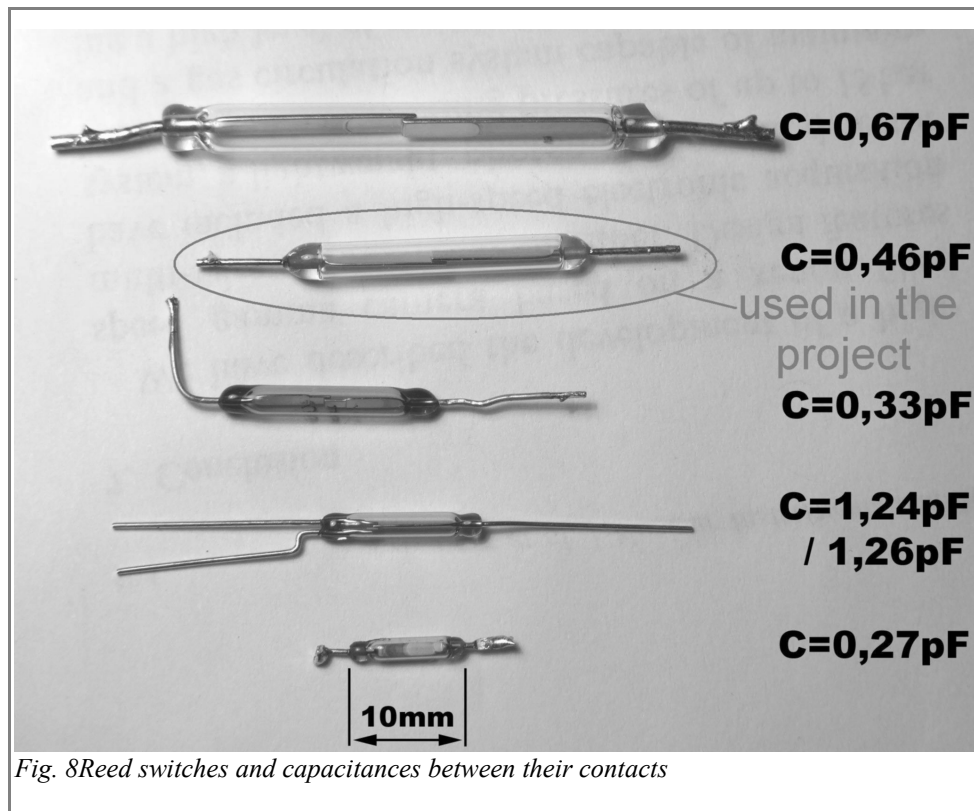 C=0,67pF
C=0,46pF
used in the
project
C=0,33pF
C=1,24pF
/ 1,26pF
C=0,27pF
10mm
Fig. 8Reed switches and capacitances between their contacts